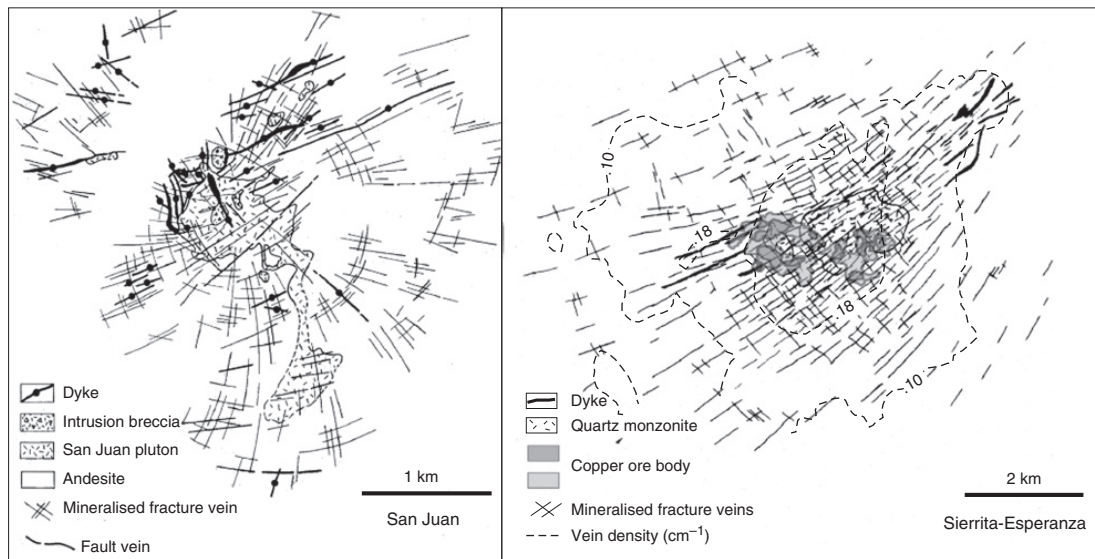 Dyke
Intrusion breccia
San Juan pluton
Andesite
Mineralised fracture vein
Fault vein
1 km
San Juan
10
18
18
10
Dyke
Quartz monzonite
Copper ore body
Mineralised fracture veins
Vein density (cm⁻¹)
2 km
Sierrita-Esperanza